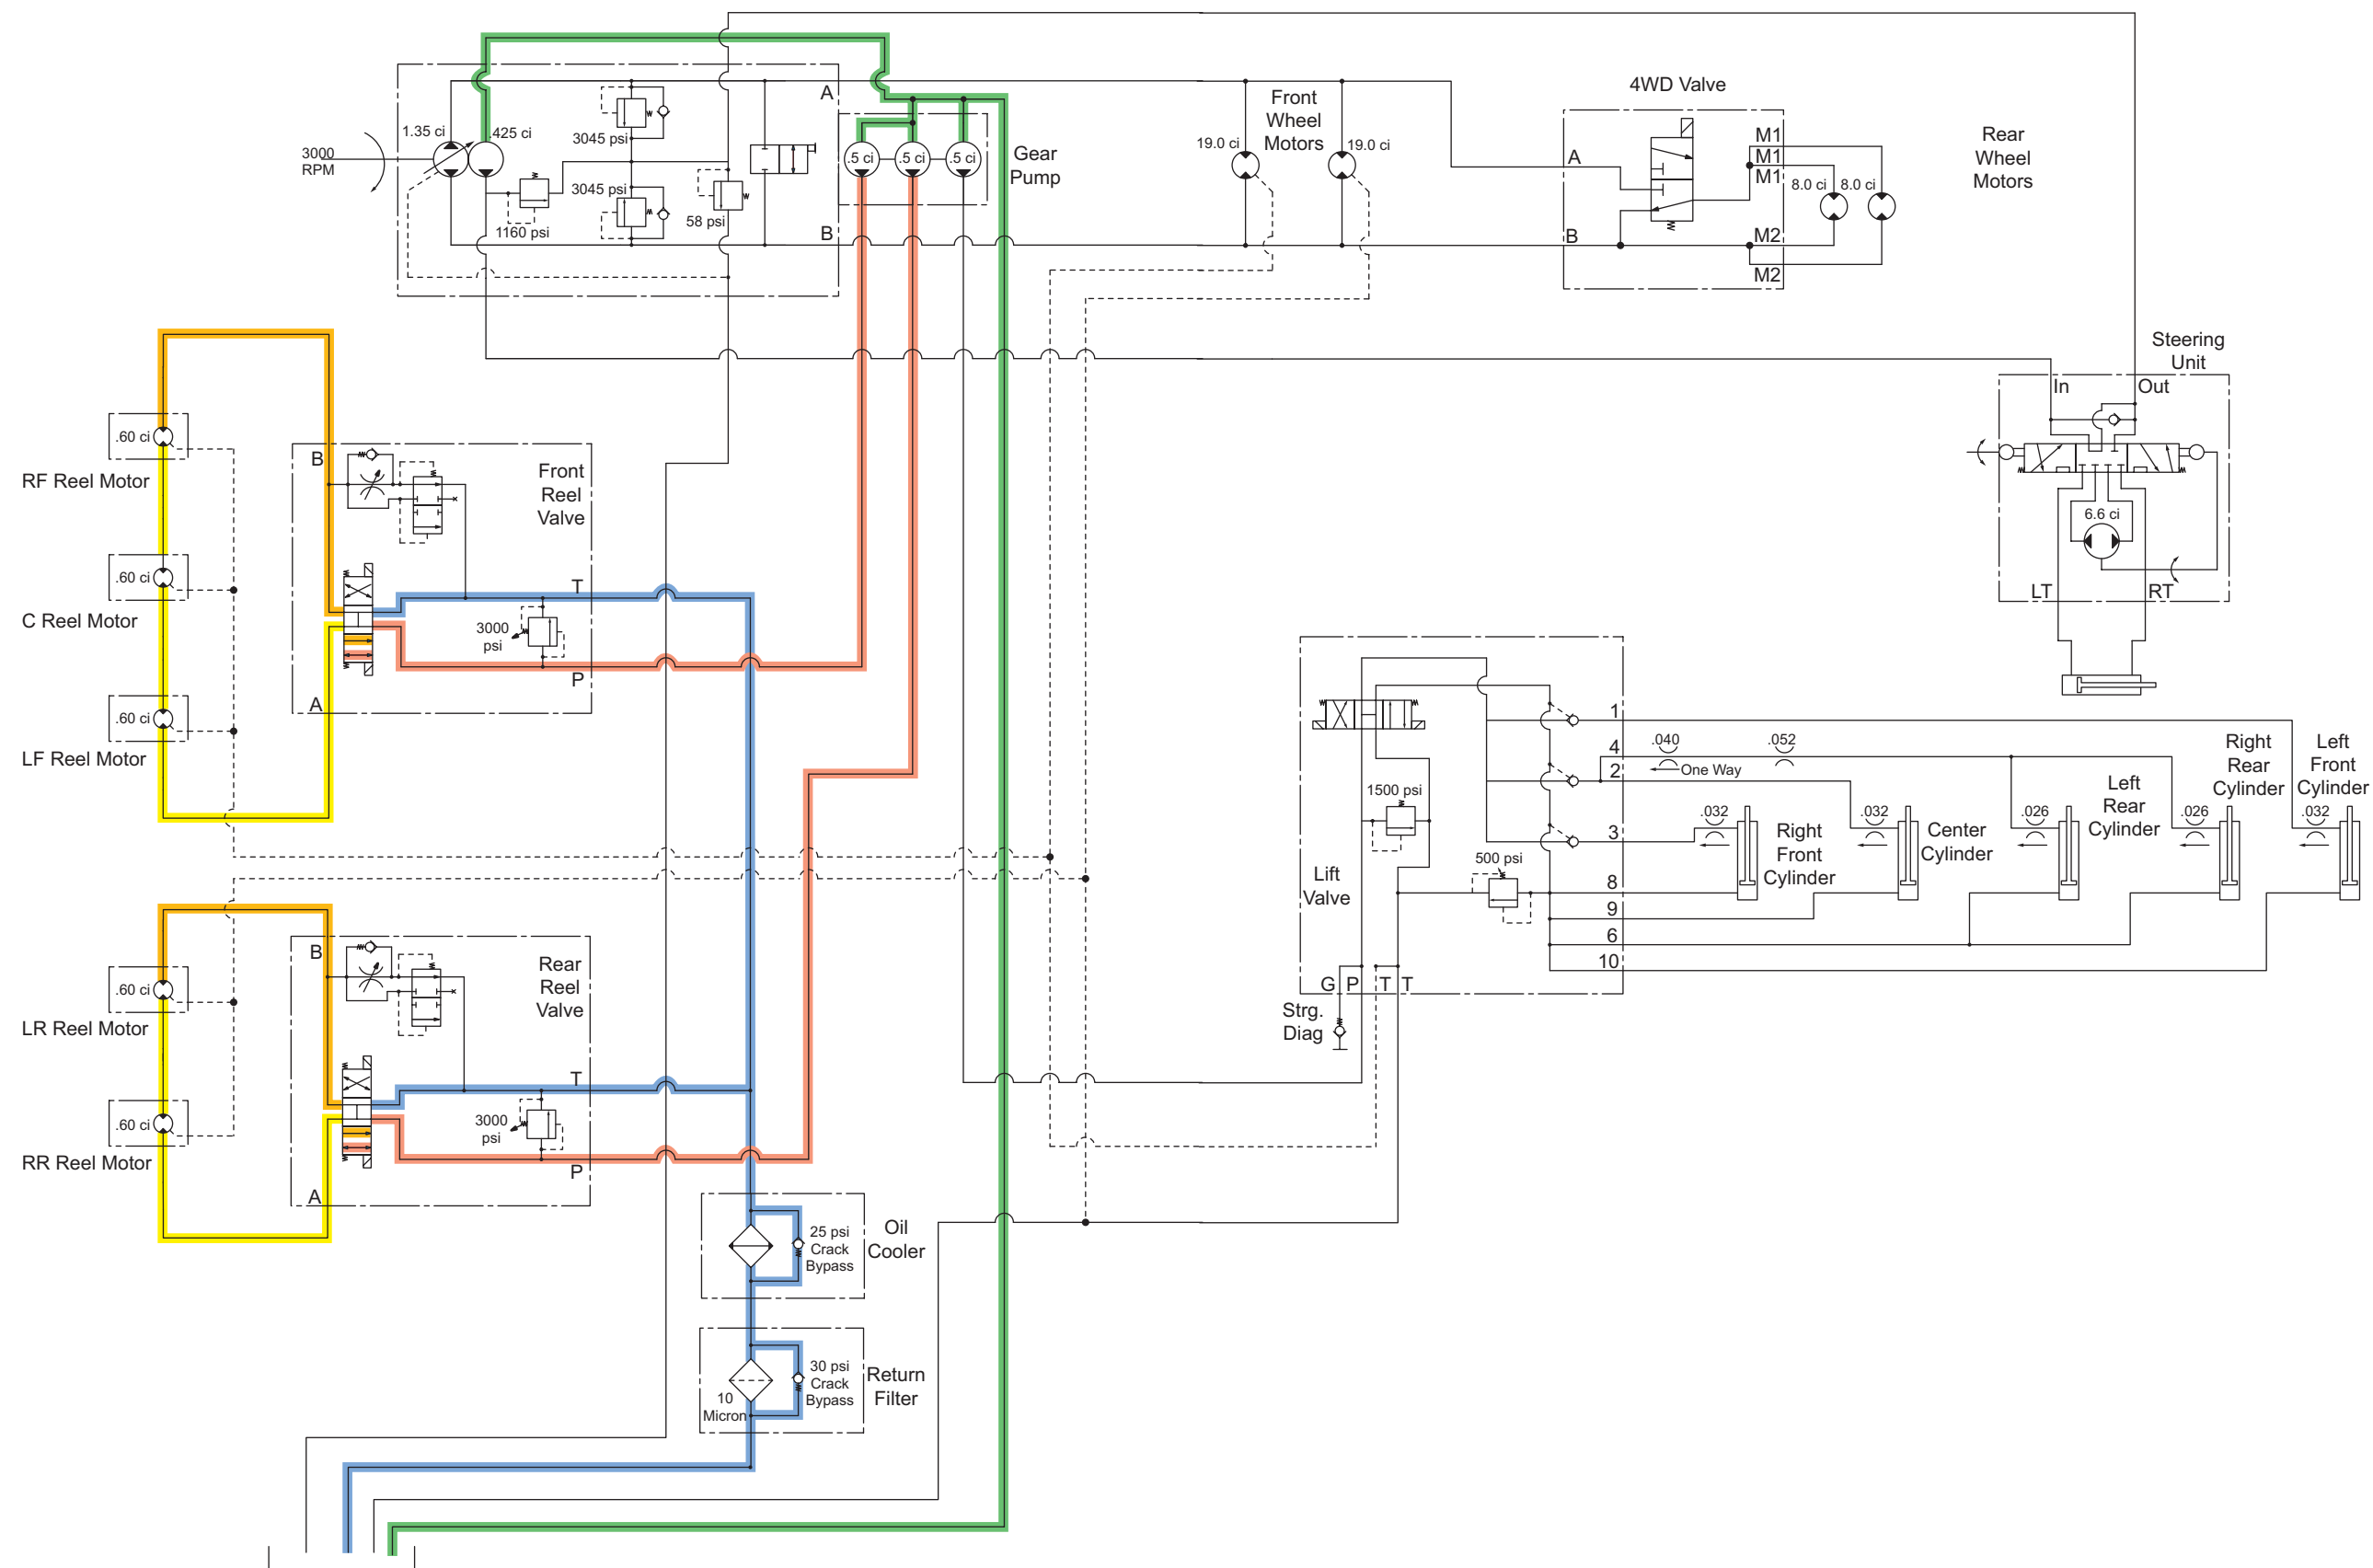 4WD Valve
A
Front
Wheel
Motors
1.35 ci
.425 ci
3045 psi
3000
RPM
.5 ci
.5 ci
.5 ci
Gear
Pump
19.0 ci
19.0 ci
A
M1
M1
M1
Rear
Wheel
Motors
8.0 ci
8.0 ci
3045 psi
58 psi
1160 psi
B
B
M2
M2
Steering
Unit
In
Out
.60 ci
RF Reel Motor
B
Front
Reel
Valve
6.6 ci
.60 ci
C Reel Motor
T
3000
psi
P
LT
RT
.60 ci
LF Reel Motor
A
1
4
.040
.052
2
One Way
Right
Rear
Cylinder
Left
Front
Cylinder
Left
Rear
Cylinder
1500 psi
3
.032
Right
Front
Cylinder
.032
Center
Cylinder
.026
.026
.032
500 psi
Lift
Valve
8
9
6
10
G
P
T
T
Strg.
Diag
B
Rear
Reel
Valve
.60 ci
LR Reel Motor
T
3000
psi
.60 ci
RR Reel Motor
P
A
25 psi
Crack
Bypass
Oil
Cooler
30 psi
Crack
Bypass
10
Micron
Return
Filter